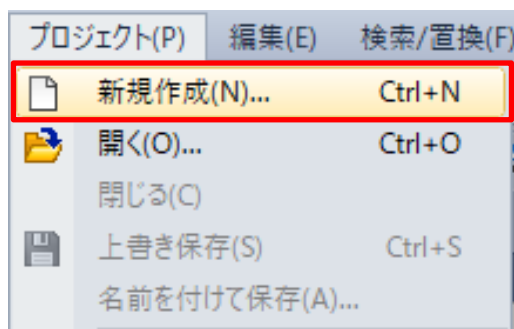 プロジェクト(P) 編集(E) 検索/置換(F)
新規作成(N)... Ctrl+N
開く(O)... Ctrl+O
閉じる(C)
上書き保存(S) Ctrl+S
名前を付けて保存(A)...